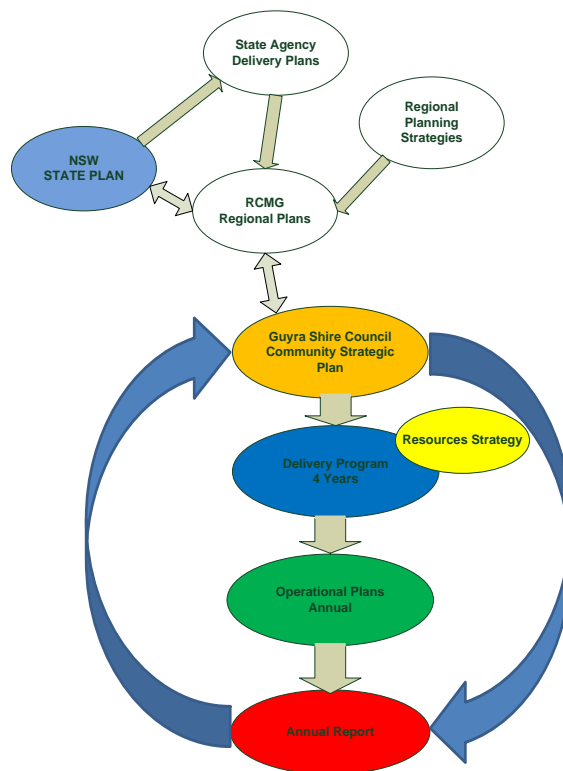 State Agency
Delivery Plans
Regional
Planning
Strategies
NSW
STATE PLAN
RCMG
Regional Plans
Guyra Shire Council
Community Strategic
Plan
Resources Strategy
Delivery Program
4 Years
Operational Plans
Annual
Annual Report